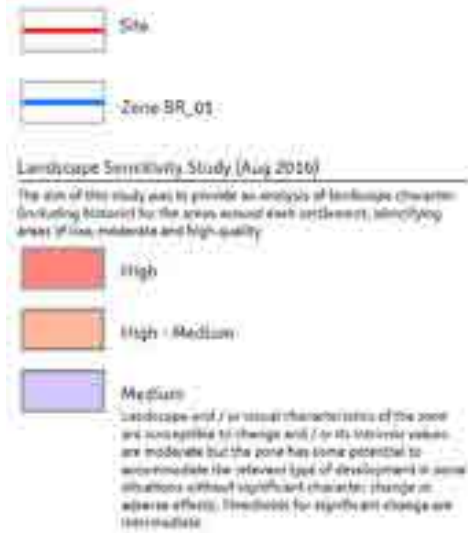 Site
Zone BR_05
Landscape Sensitivity Study (Aug 2016)
The aim of this study was to provide an analysis of landscape character
(including historic) for the areas around each settlement, identifying
areas of low, moderate and high quality
High
High - Medium
Medium
Landscape and / or visual characteristics of the zone
are susceptible to change and / or its intrinsic values
are moderate but the zone has some potential to
accommodate the relevant type of development in some
situations without significant character change or
adverse effects. Thresholds for significant change are
intermediate